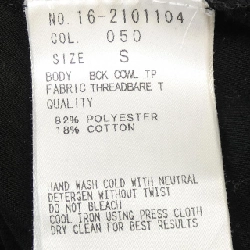 NO. 16-2101104
COL. 050
SIZE S
BODY BCK COWL TP
FABRIC THREADBARE T
QUALITY
82% POLYESTER
18% COTTON
HAND WASH COLD WITH NEUTRAL
DETERGEN WITHOUT TWIST
DO NOT BLEACH
COOL IRON USING PRESS CLOTH
DRY CLEAN FOR BEST RESULTS